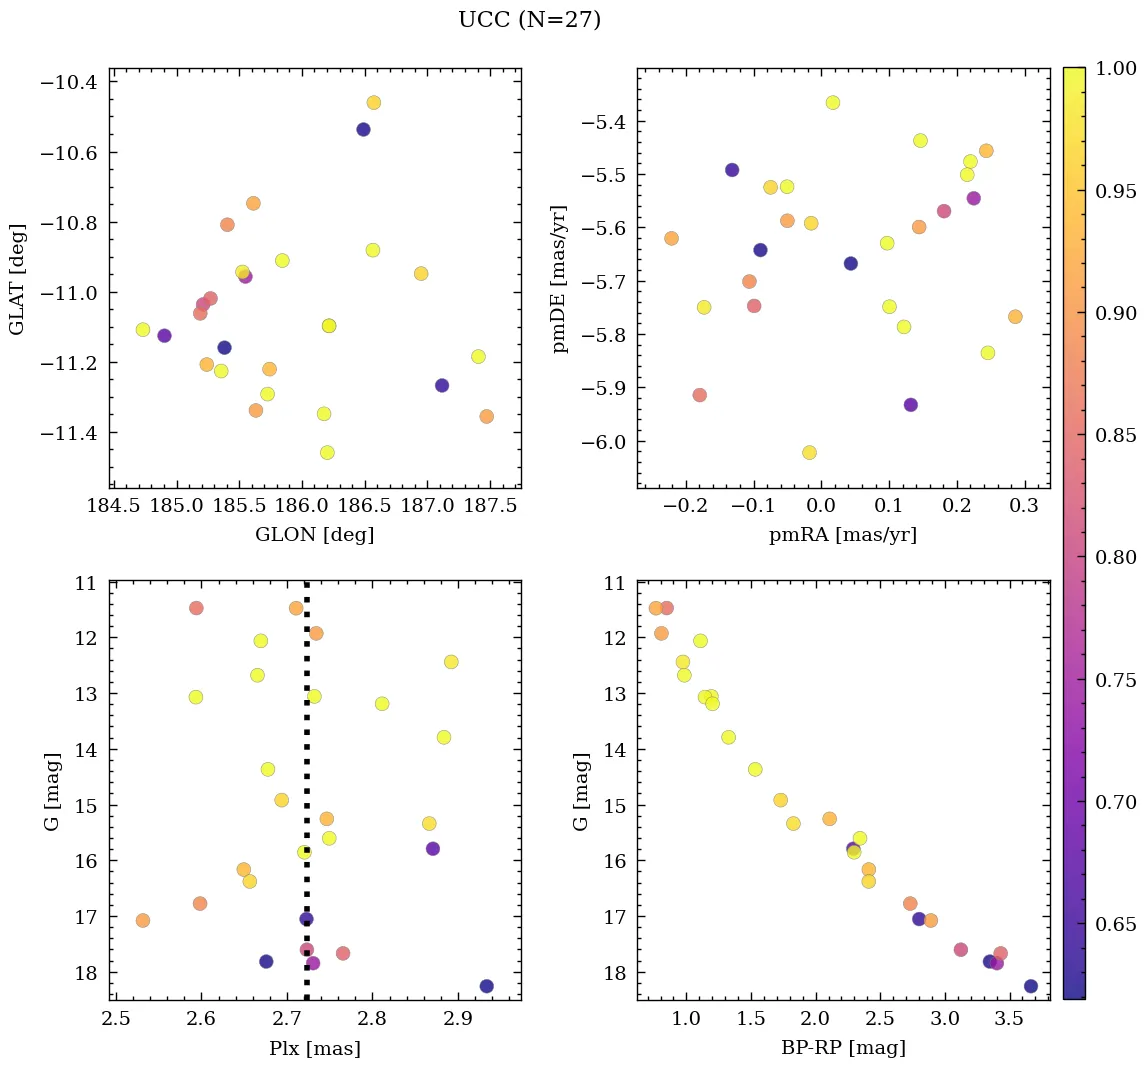 UCC (N=27)
−10.4
−10.6
−10.8
−11.0
−11.2
−11.4
GLAT [deg]
184.5 185.0 185.5 186.0 186.5 187.0 187.5
GLON [deg]
−5.4
−5.5
−5.6
−5.7
−5.8
−5.9
−6.0
pmDE [mas/yr]
−0.2 −0.1 0.0 0.1 0.2 0.3
pmRA [mas/yr]
11
12
13
14
15
16
17
18
G [mag]
2.5 2.6 2.7 2.8 2.9
Plx [mas]
11
12
13
14
15
16
17
18
G [mag]
1.0 1.5 2.0 2.5 3.0 3.5
BP-RP [mag]
1.00
0.95
0.90
0.85
0.80
0.75
0.70
0.65